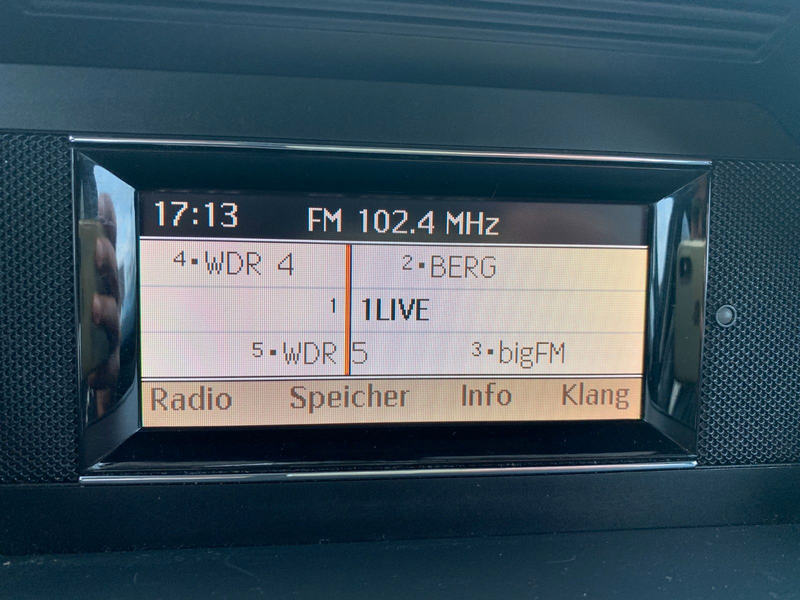 17:13 FM 102.4 MHz
4▪WDR 4 2▪BERG
1 1LIVE
5▪WDR 5 3▪bigFM
Radio Speicher Info Klang